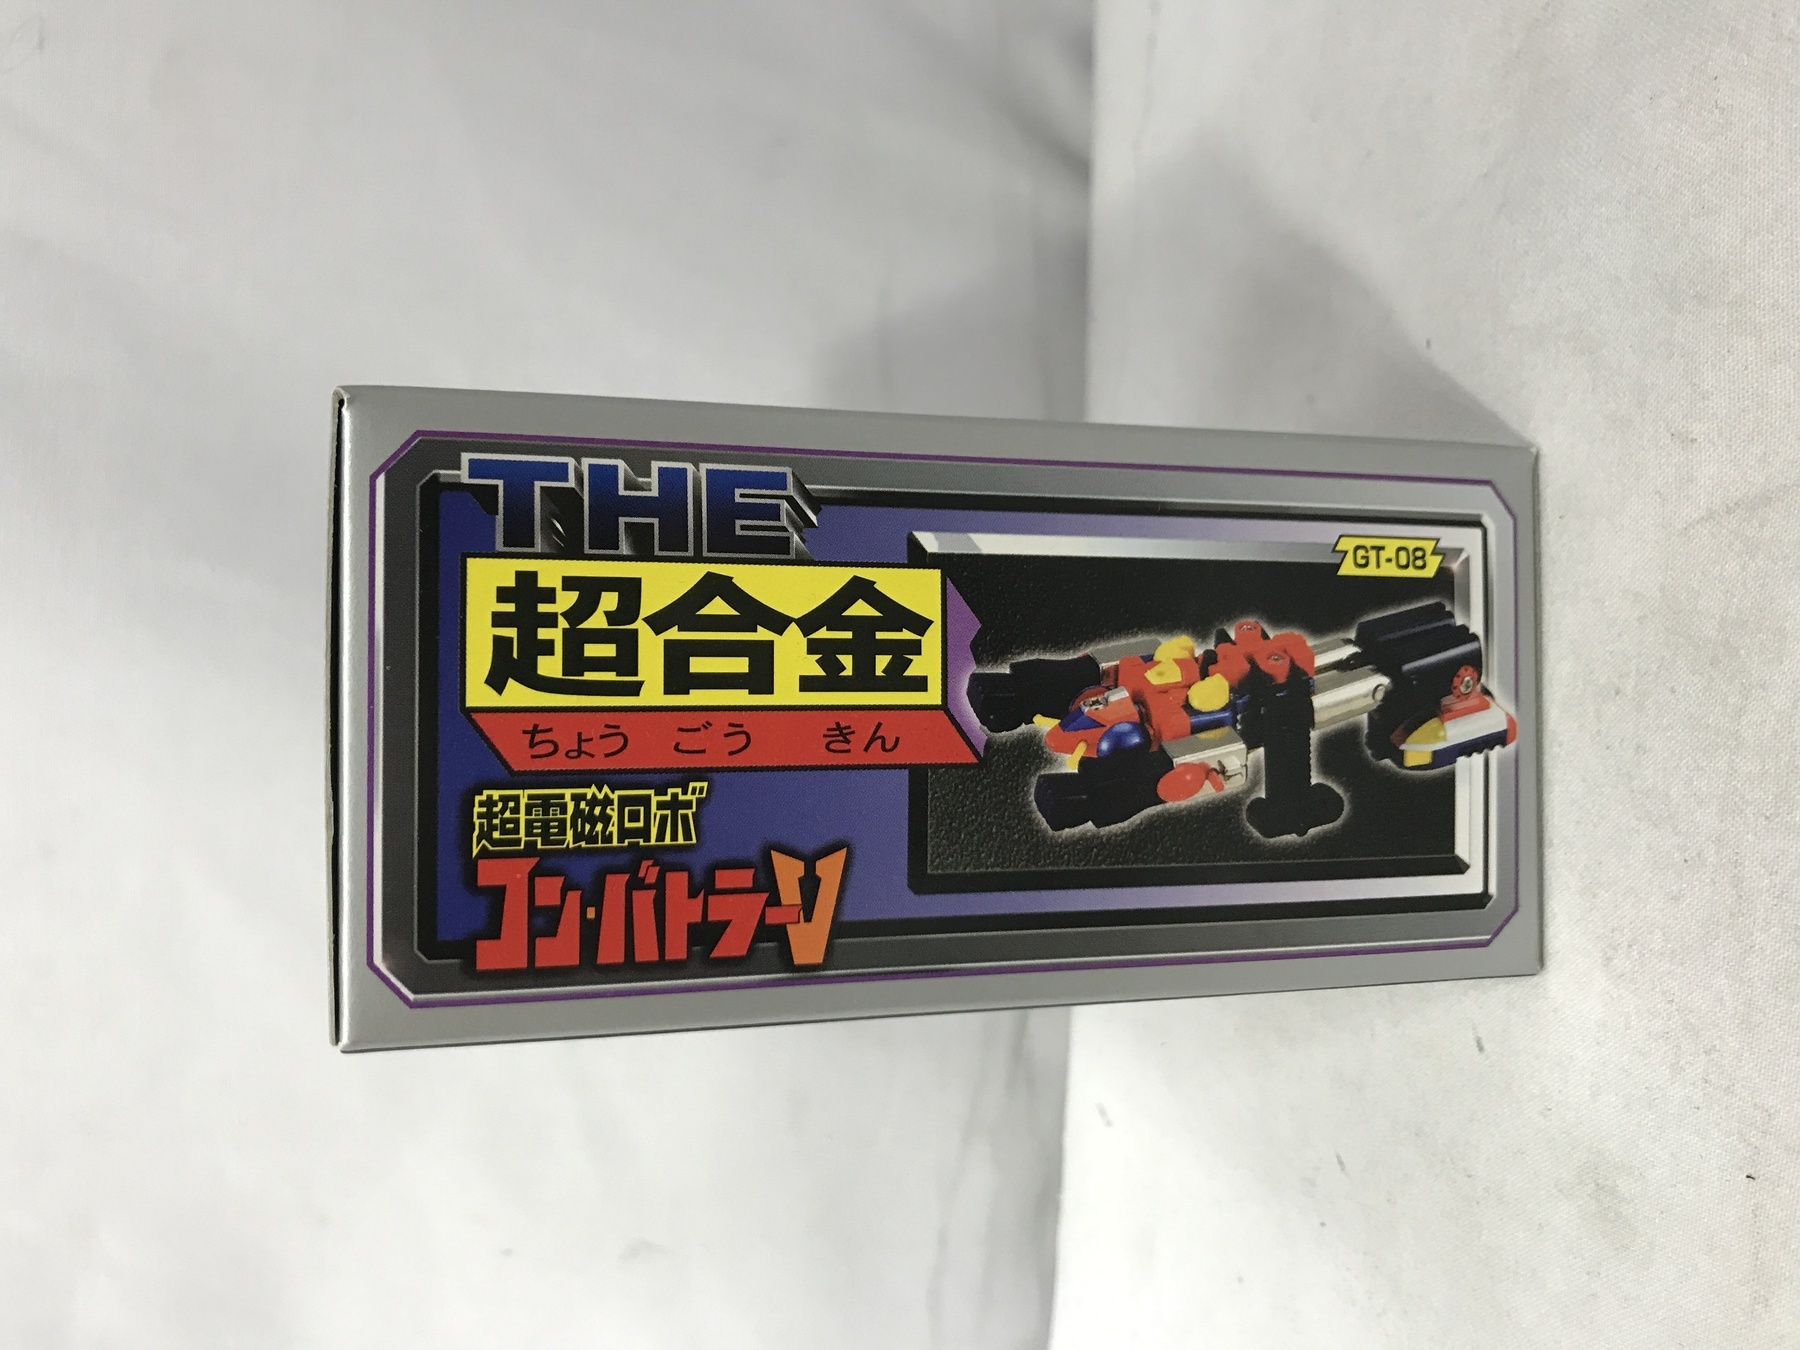 THE
超合金
ちょうごうきん
超電磁ロボ
コン・バトラーV
GT-08